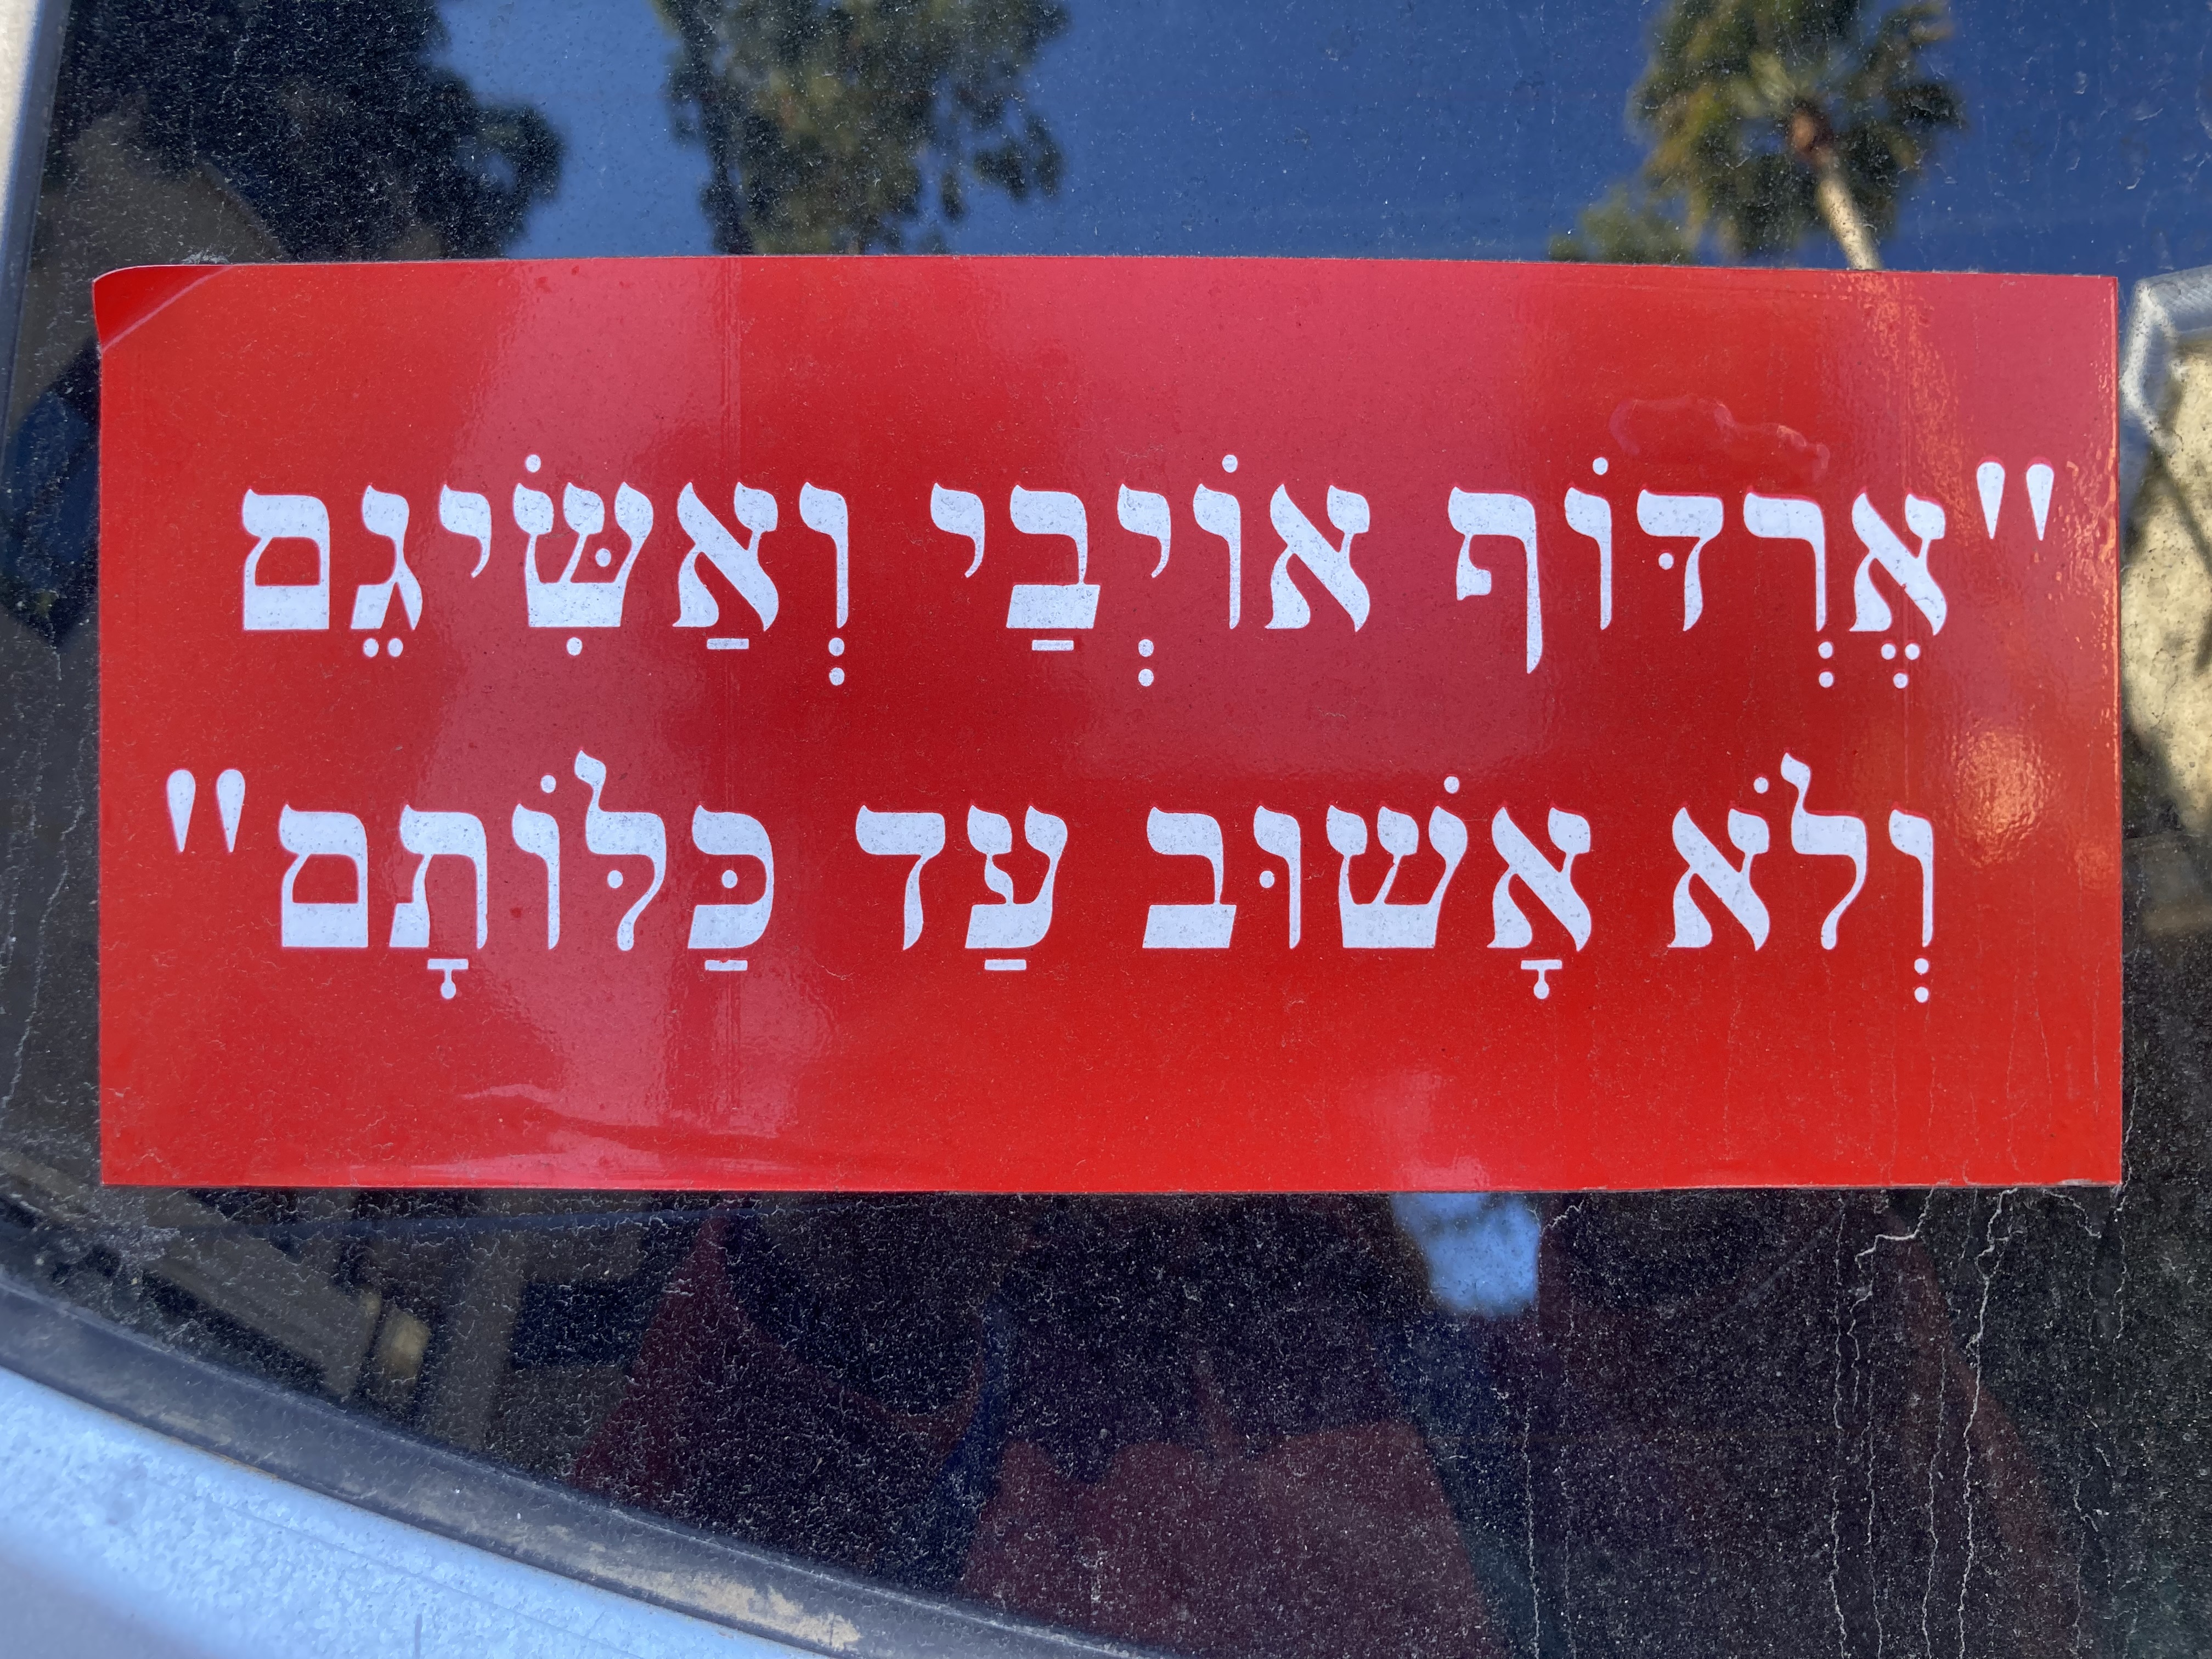 "אֶרְדּוֹף אוֹיְבַי וְאַשִּׂיגֵם
וְלֹא אָשׁוּב עַד כַּלּוֹתָם"